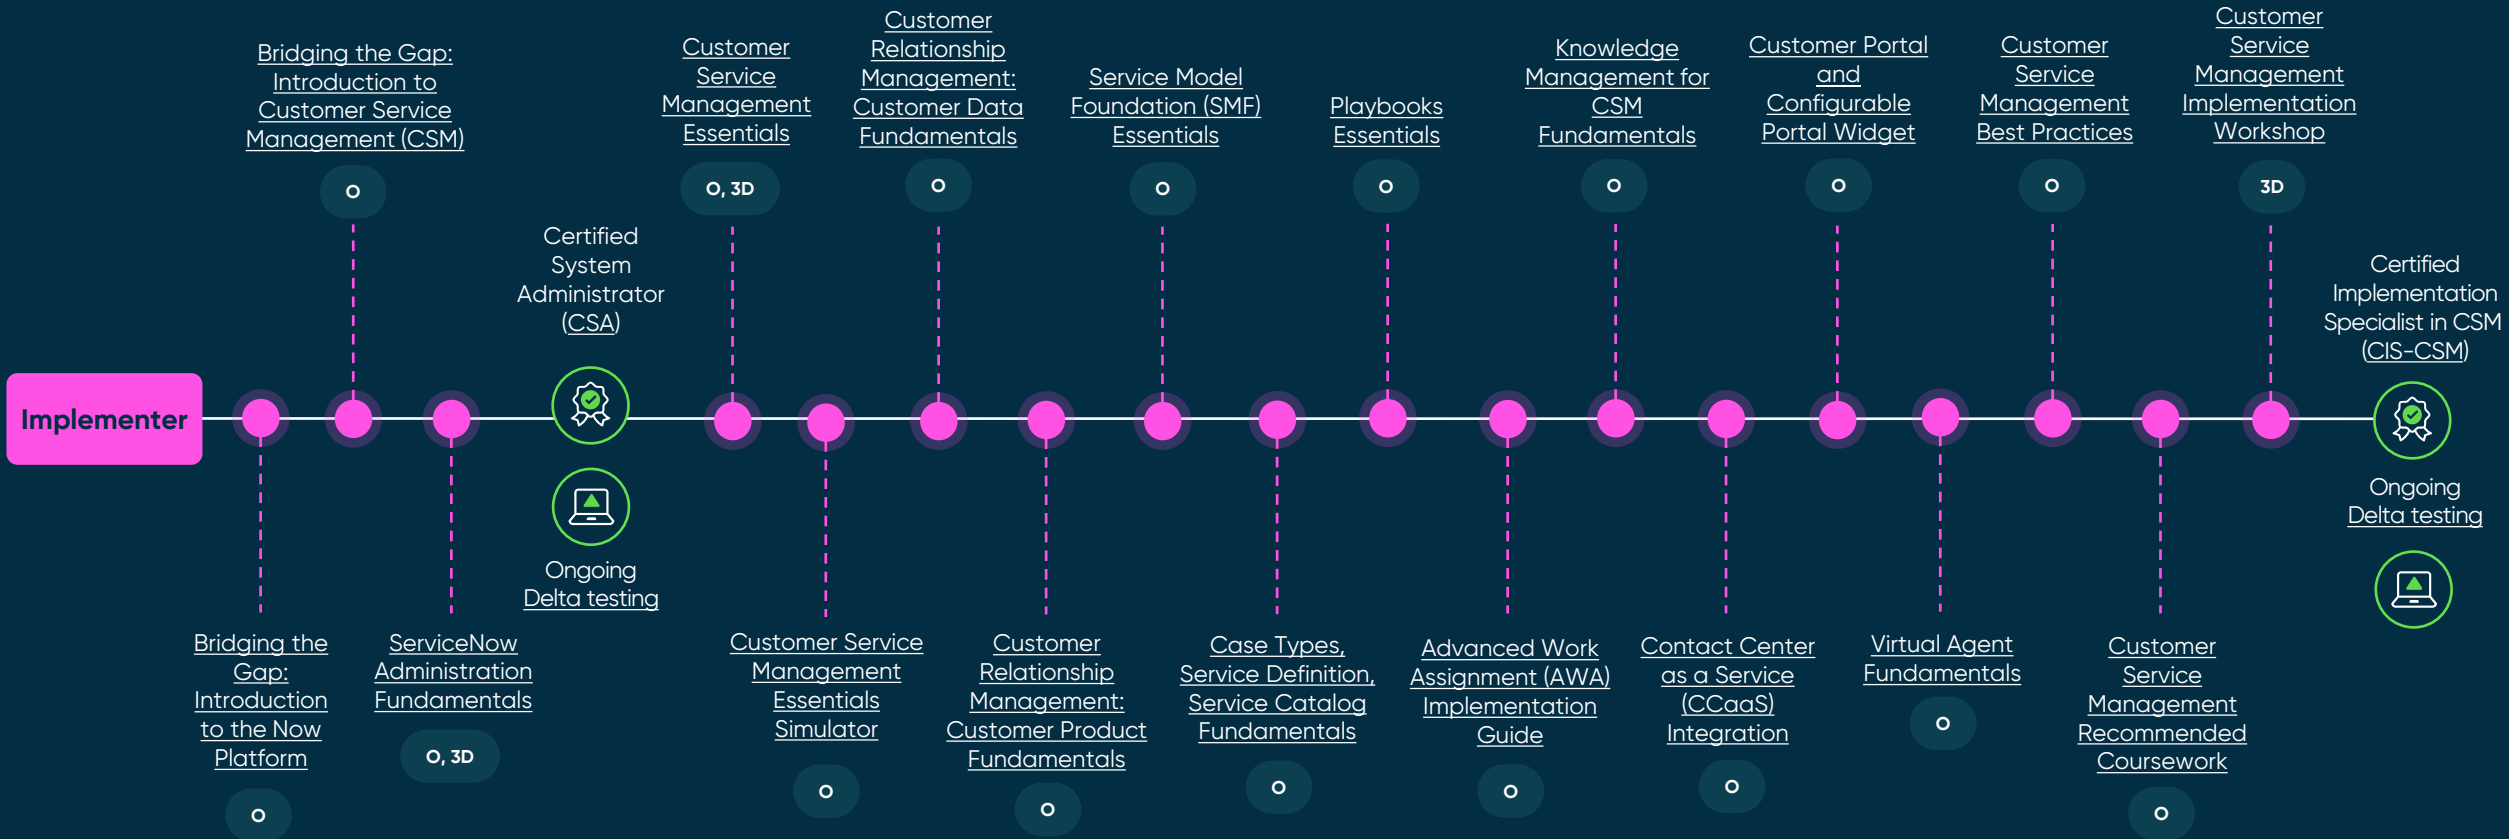 Implementer
Bridging the
Gap:
Introduction
to the Now
Platform
O
Bridging the Gap:
Introduction to
Customer Service
Management (CSM)
O
ServiceNow
Administration
Fundamentals
O, 3D
Certified
System
Administrator
(CSA)
Ongoing
Delta testing
Customer
Service
Management
Essentials
O, 3D
Customer Service
Management
Essentials
Simulator
O
Customer
Relationship
Management:
Customer Data
Fundamentals
O
Customer
Relationship
Management:
Customer Product
Fundamentals
O
Service Model
Foundation (SMF)
Essentials
O
Case Types,
Service Definition,
Service Catalog
Fundamentals
O
Playbooks
Essentials
O
Advanced Work
Assignment (AWA)
Implementation
Guide
O
Knowledge
Management for
CSM
Fundamentals
O
Contact Center
as a Service
(CCaaS)
Integration
O
Customer Portal
and
Configurable
Portal Widget
O
Virtual Agent
Fundamentals
O
Customer
Service
Management
Best Practices
O
Customer
Service
Management
Recommended
Coursework
O
Customer
Service
Management
Implementation
Workshop
3D
Certified
Implementation
Specialist in CSM
(CIS-CSM)
Ongoing
Delta testing